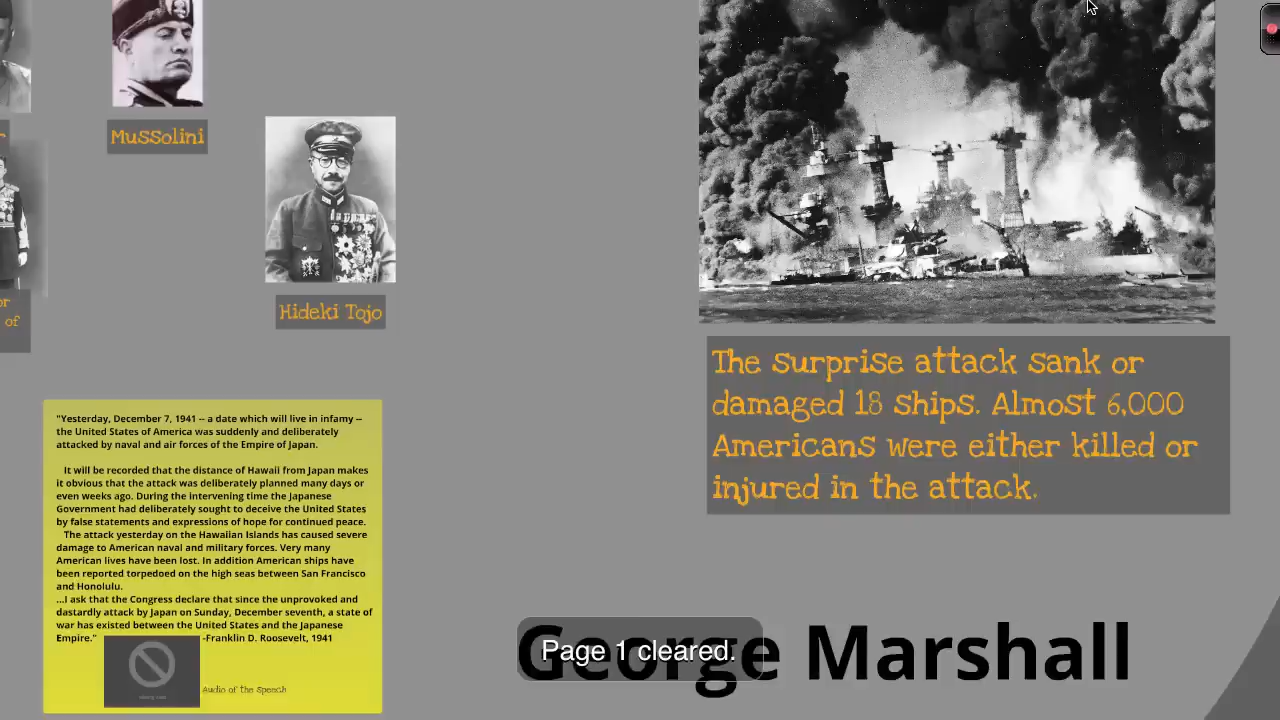 Mussolini
Hideki Tojo
or
of
The surprise attack sank or
damaged 18 ships. Almost 6,000
Americans were either killed or
injured in the attack.
"Yesterday, December 7, 1941 -- a date which will live in infamy --
the United States of America was suddenly and deliberately
attacked by naval and air forces of the Empire of Japan.
It will be recorded that the distance of Hawaii from Japan makes
it obvious that the attack was deliberately planned many days or
even weeks ago. During the intervening time the Japanese
Government had deliberately sought to deceive the United States
by false statements and expressions of hope for continued peace.
The attack yesterday on the Hawaiian Islands has caused severe
damage to American naval and military forces. Very many
American lives have been lost. In addition American ships have
been reported torpedoed on the high seas between San Francisco
and Honolulu.
...I ask that the Congress declare that since the unprovoked and
dastardly attack by Japan on Sunday, December seventh, a state of
war has existed between the United States and the Japanese
Empire."
-Franklin D. Roosevelt, 1941
Audio of the Speech
George Marshall
Page 1 cleared.